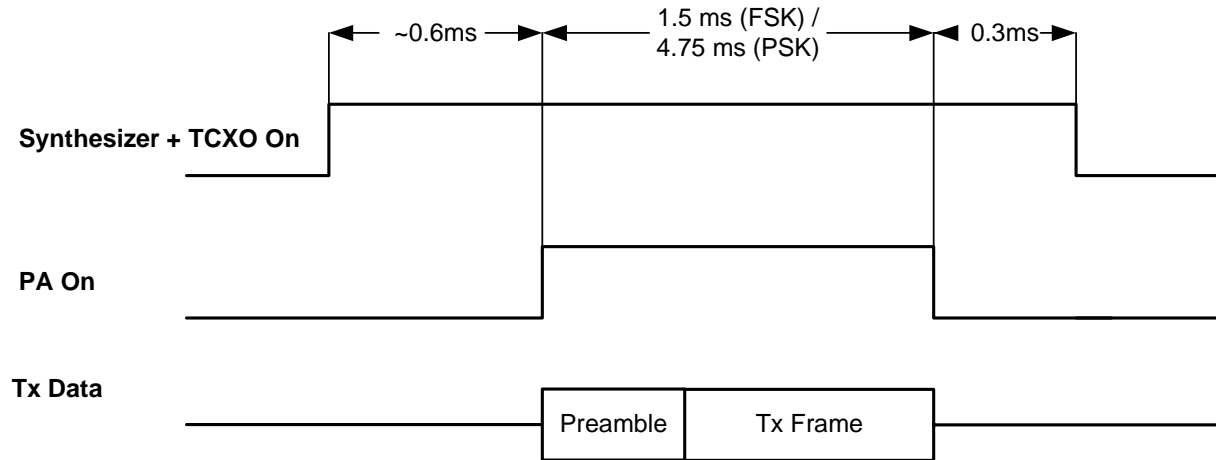 ~0.6ms
1.5 ms (FSK) /
4.75 ms (PSK)
0.3ms
Synthesizer + TCXO On
PA On
Tx Data
Preamble
Tx Frame